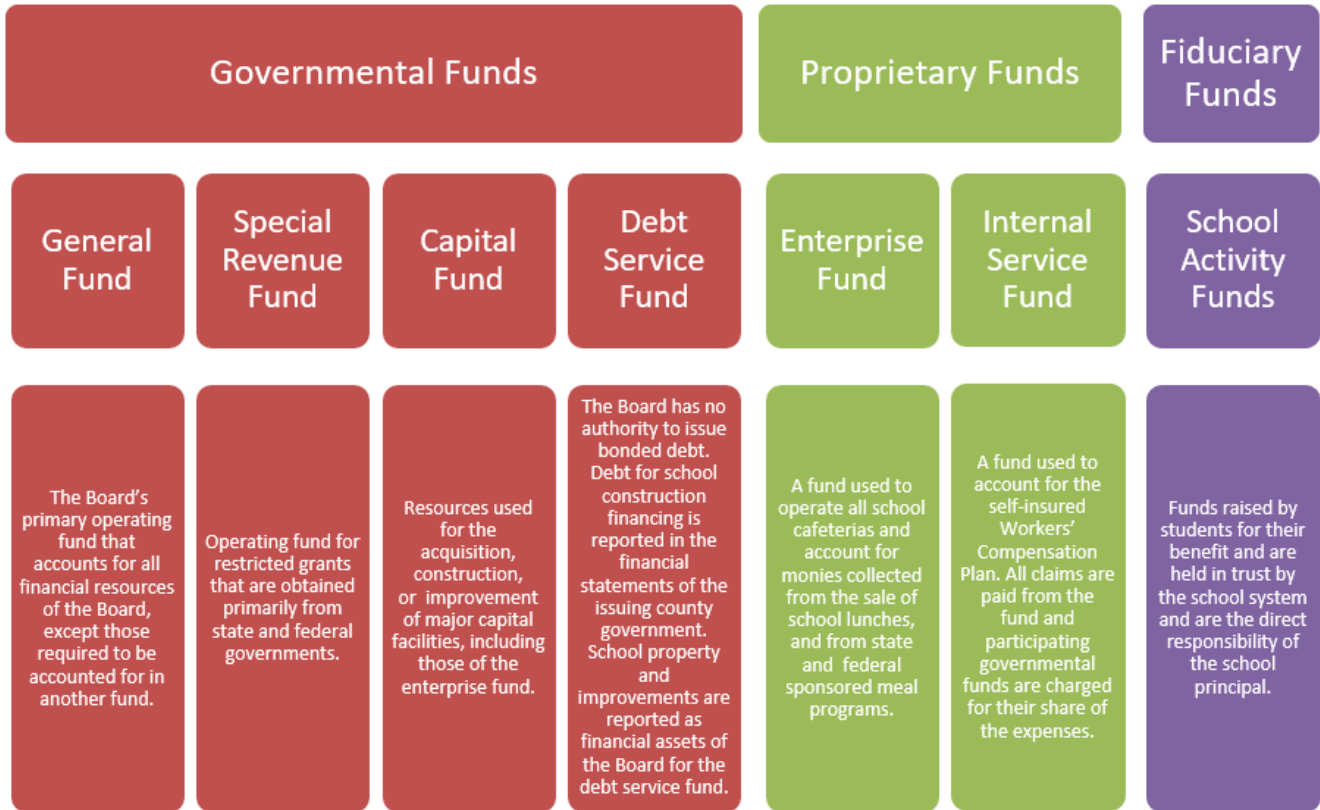 Governmental Funds
Proprietary Funds
Fiduciary
Funds
General
Fund
Special
Revenue
Fund
Capital
Fund
Debt
Service
Fund
Enterprise
Fund
Internal
Service
Fund
School
Activity
Funds
The Board’s
primary operating
fund that
accounts for all
financial resources
of the Board,
except those
required to be
accounted for in
another fund.
Operating fund for
restricted grants
that are obtained
primarily from
state and federal
governments.
Resources used
for the
acquisition,
construction,
or improvement
of major capital
facilities, including
those of the
enterprise fund.
The Board has no
authority to issue
bonded debt.
Debt for school
construction
financing is
reported in the
financial
statements of the
issuing county
government.
School property
and
improvements are
reported as
financial assets of
the Board for the
debt service fund.
A fund used to
operate all school
cafeterias and
account for
monies collected
from the sale of
school lunches,
and from state
and federal
sponsored meal
programs.
A fund used to
account for the
self-insured
Workers’
Compensation
Plan. All claims are
paid from the
fund and
participating
governmental
funds are charged
for their share of
the expenses.
Funds raised by
students for their
benefit and are
held in trust by
the school system
and are the direct
responsibility of
the school
principal.